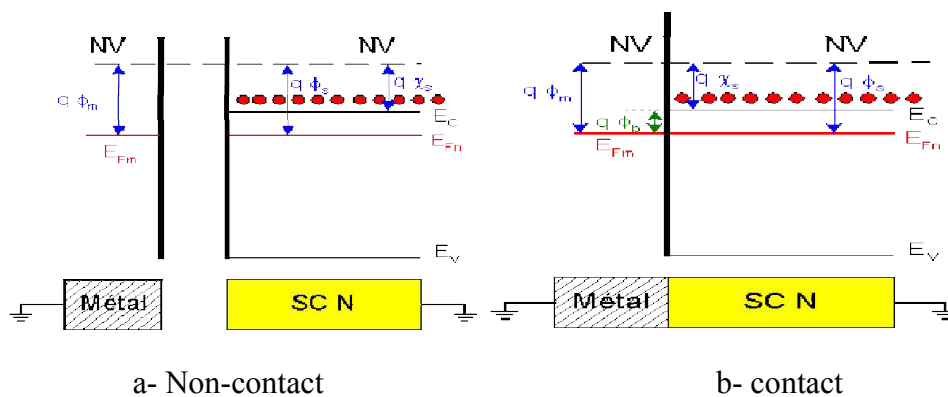 NV
NV
NV
NV
q ϕm
q ϕs
q χs
EC
EFm
EFn
EV
q ϕm
q χs
q ϕs
q ϕb
EC
EFm
EFn
EV
Métal
SC N
Métal
SC N
a- Non-contact
b- contact